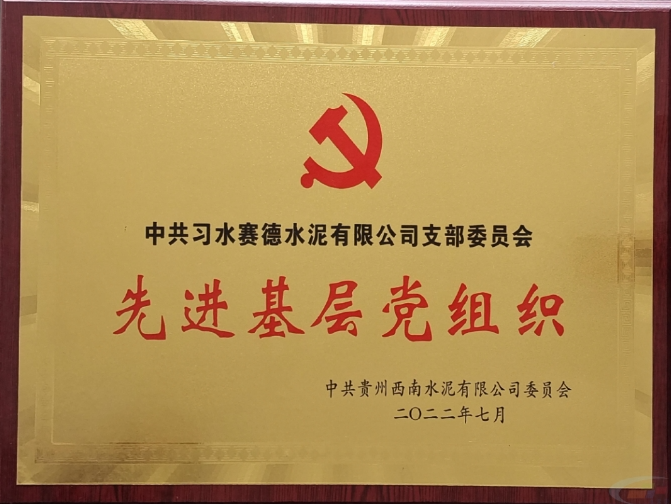 中共习水赛德水泥有限公司支部委员会
先进基层党组织
中共贵州西南水泥有限公司委员会
二〇二二年七月